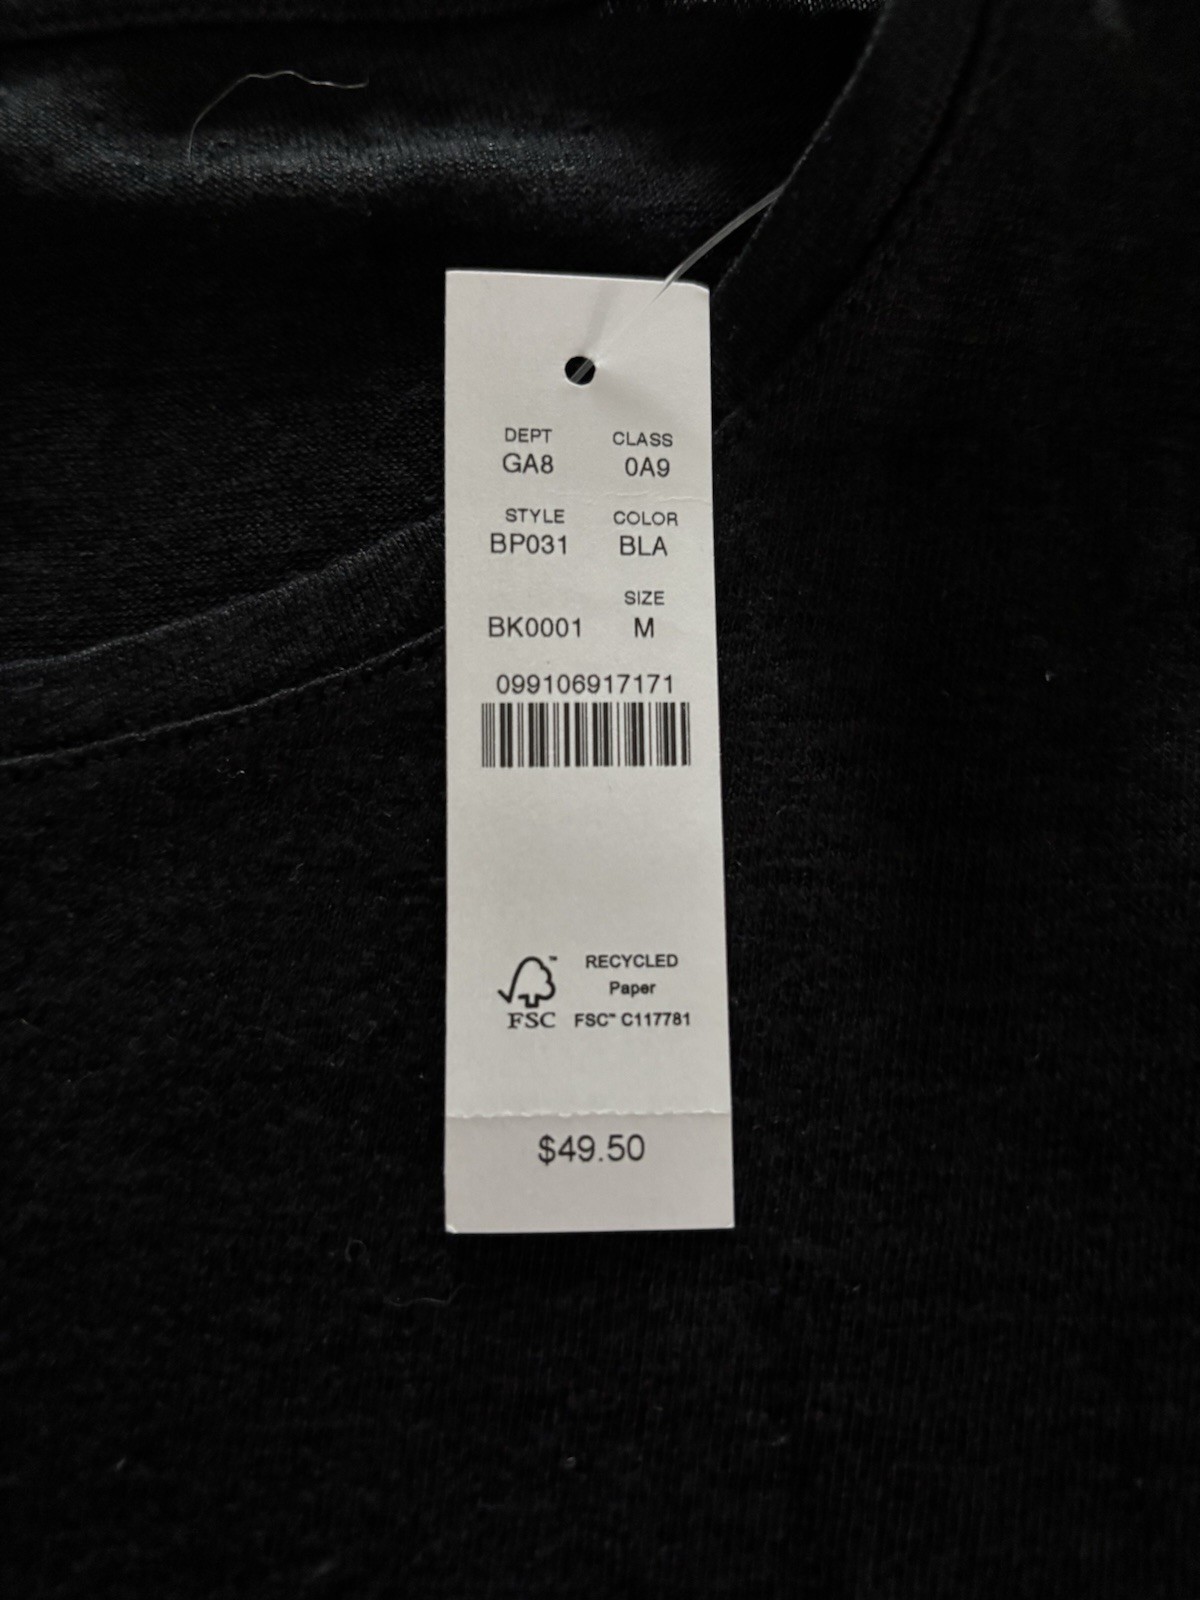 DEPT CLASS
GA8 0A9
STYLE COLOR
BP031 BLA
SIZE
BK0001 M
099106917171
RECYCLED
Paper
FSC FSC™ C117781
$49.50